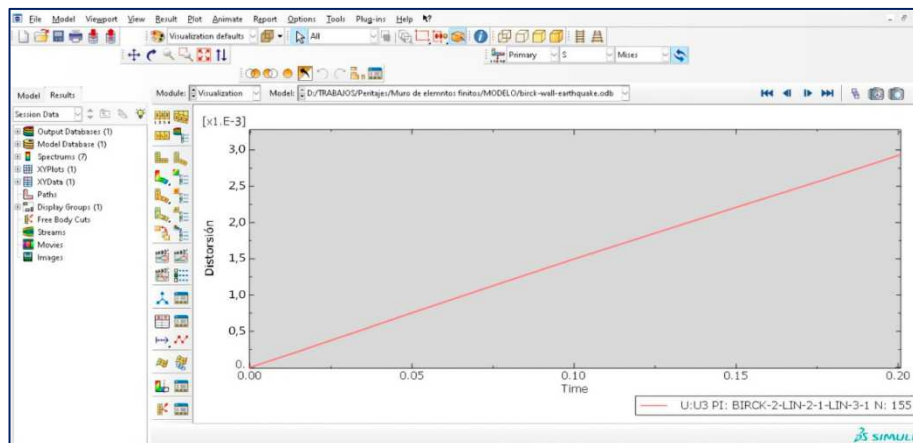 File Model Viewport View Result Plot Animate Report Options Tools Plug-ins Help
Visualization defaults All
Primary S Mises
Model Results Module: Visualization Model: D:/TRABAJOS/Peritajes/Muro de elemntos finitos/MODELO/birck-wall-earthquake.odb
Session Data
Output Databases (1)
Model Database (1)
Spectrums (7)
XYPlots (1)
XYData (1)
Paths
Display Groups (1)
Free Body Cuts
Streams
Movies
Images
[x1.E-3]
3,0
2,5
2,0
1,5
1,0
0,5
0.
Distorsión
0.00 0.05 0.10 0.15 0.20
Time
U:U3 PI: BIRCK-2-LIN-2-1-LIN-3-1 N: 155
SIMULI